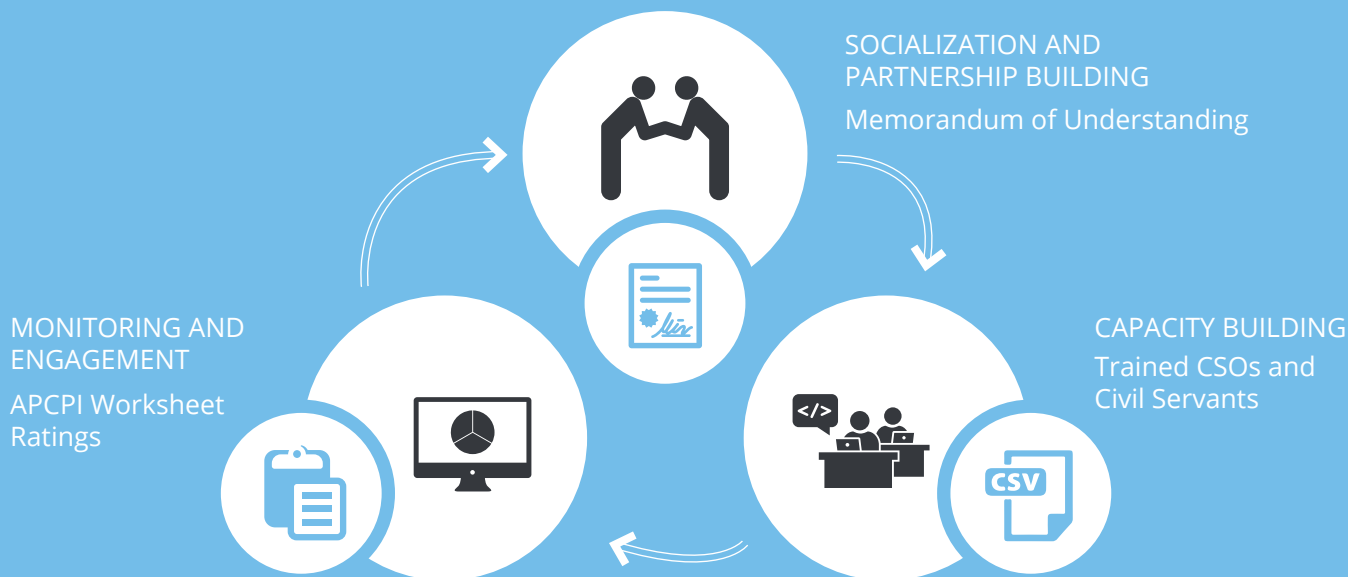 SOCIALIZATION AND
PARTNERSHIP BUILDING
Memorandum of Understanding
MONITORING AND
ENGAGEMENT
APCPI Worksheet
Ratings
CAPACITY BUILDING
Trained CSOs and
Civil Servants
</>
CSV